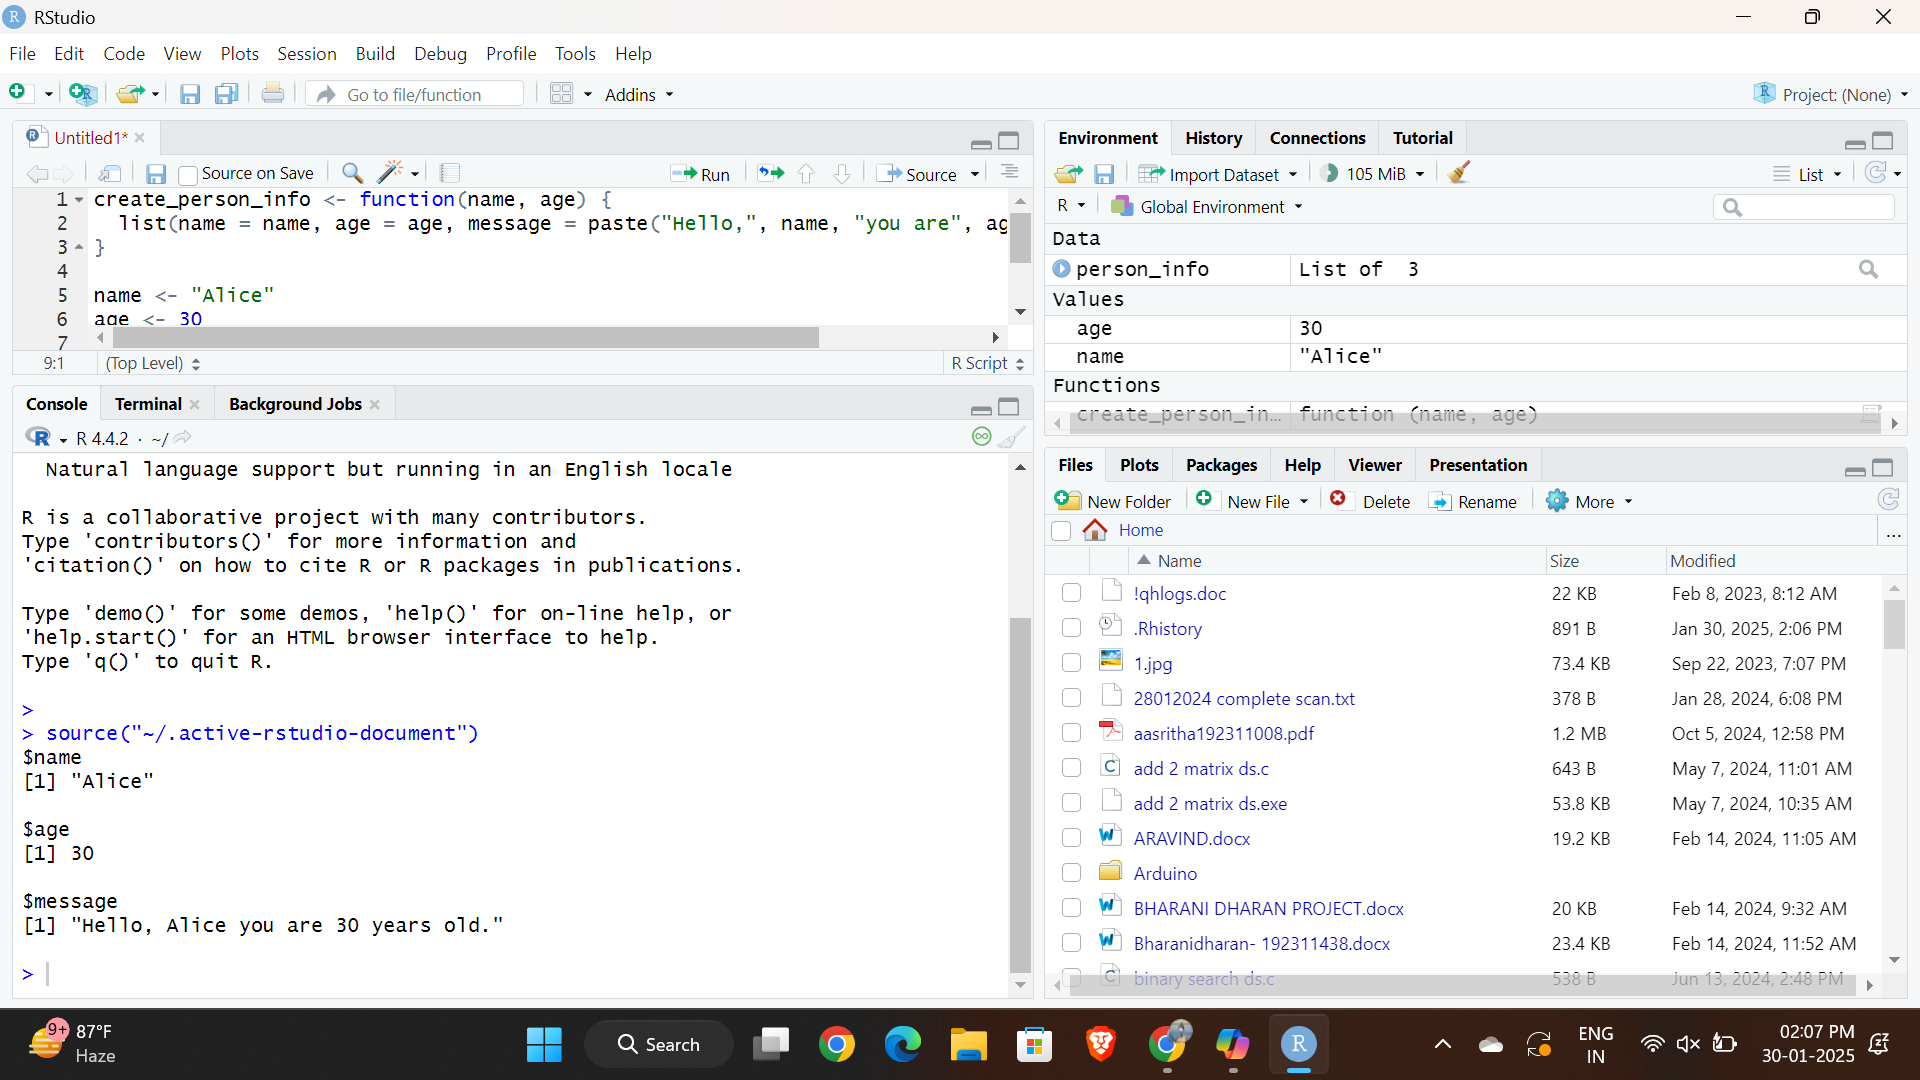 RStudio
File Edit Code View Plots Session Build Debug Profile Tools Help
Go to file/function Addins Project: (None)
Untitled1*
Source on Save Run Source
1 create_person_info <- function(name, age) {
2 list(name = name, age = age, message = paste("Hello,", name, "you are", ag
3 }
4
5 name <- "Alice"
6 age <- 30
7
9:1 (Top Level) R Script
Console Terminal Background Jobs
R 4.4.2 · ~/
Natural language support but running in an English locale
R is a collaborative project with many contributors.
Type 'contributors()' for more information and
'citation()' on how to cite R or R packages in publications.
Type 'demo()' for some demos, 'help()' for on-line help, or
'help.start()' for an HTML browser interface to help.
Type 'q()' to quit R.
>
> source("~/.active-rstudio-document")
$name
[1] "Alice"
$age
[1] 30
$message
[1] "Hello, Alice you are 30 years old."
>
Environment History Connections Tutorial
Import Dataset 105 MiB List
R Global Environment
Data
person_info List of 3
Values
age 30
name "Alice"
Functions
create_person_in… function (name, age)
Files Plots Packages Help Viewer Presentation
New Folder New File Delete Rename More
Home ...
Name Size Modified
!qhlogs.doc 22 KB Feb 8, 2023, 8:12 AM
.Rhistory 891 B Jan 30, 2025, 2:06 PM
1.jpg 73.4 KB Sep 22, 2023, 7:07 PM
28012024 complete scan.txt 378 B Jan 28, 2024, 6:08 PM
aasritha192311008.pdf 1.2 MB Oct 5, 2024, 12:58 PM
add 2 matrix ds.c 643 B May 7, 2024, 11:01 AM
add 2 matrix ds.exe 53.8 KB May 7, 2024, 10:35 AM
ARAVIND.docx 19.2 KB Feb 14, 2024, 11:05 AM
Arduino
BHARANI DHARAN PROJECT.docx 20 KB Feb 14, 2024, 9:32 AM
Bharanidharan- 192311438.docx 23.4 KB Feb 14, 2024, 11:52 AM
binary search ds.c 538 B Jun 13, 2024, 2:48 PM
9+ 87°F
Haze
Search
ENG
IN
02:07 PM
30-01-2025